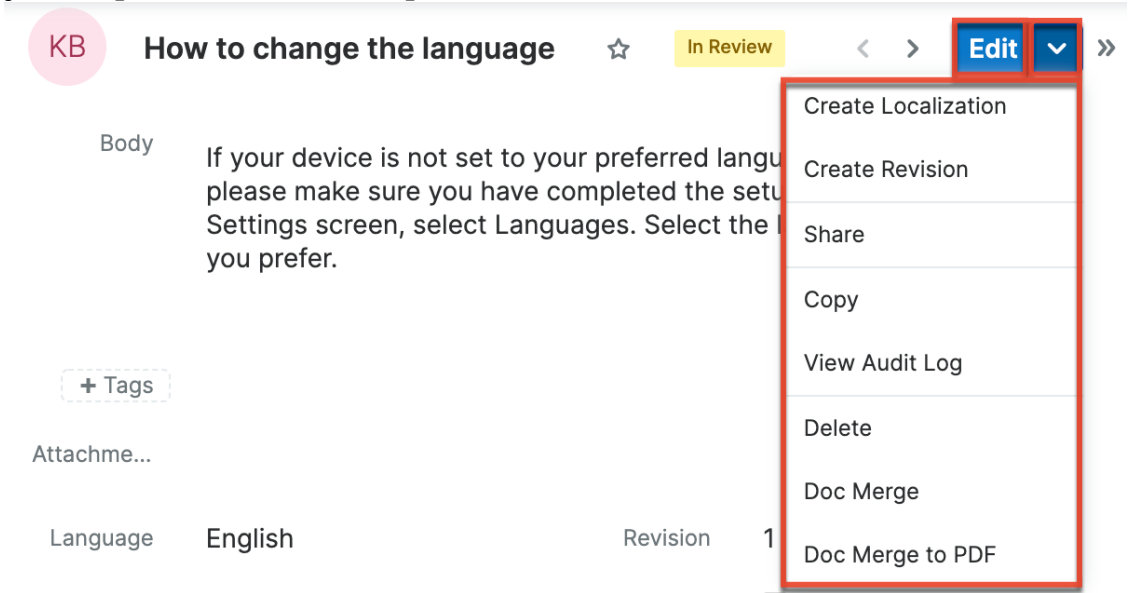 KB
How to change the language
In Review
Edit
Create Localization
Create Revision
Share
Copy
View Audit Log
Delete
Doc Merge
Doc Merge to PDF
Body
If your device is not set to your preferred
please make sure you have completed the
Settings screen, select Languages. Select the
you prefer.
+ Tags
Attachme...
Language
English
Revision
1